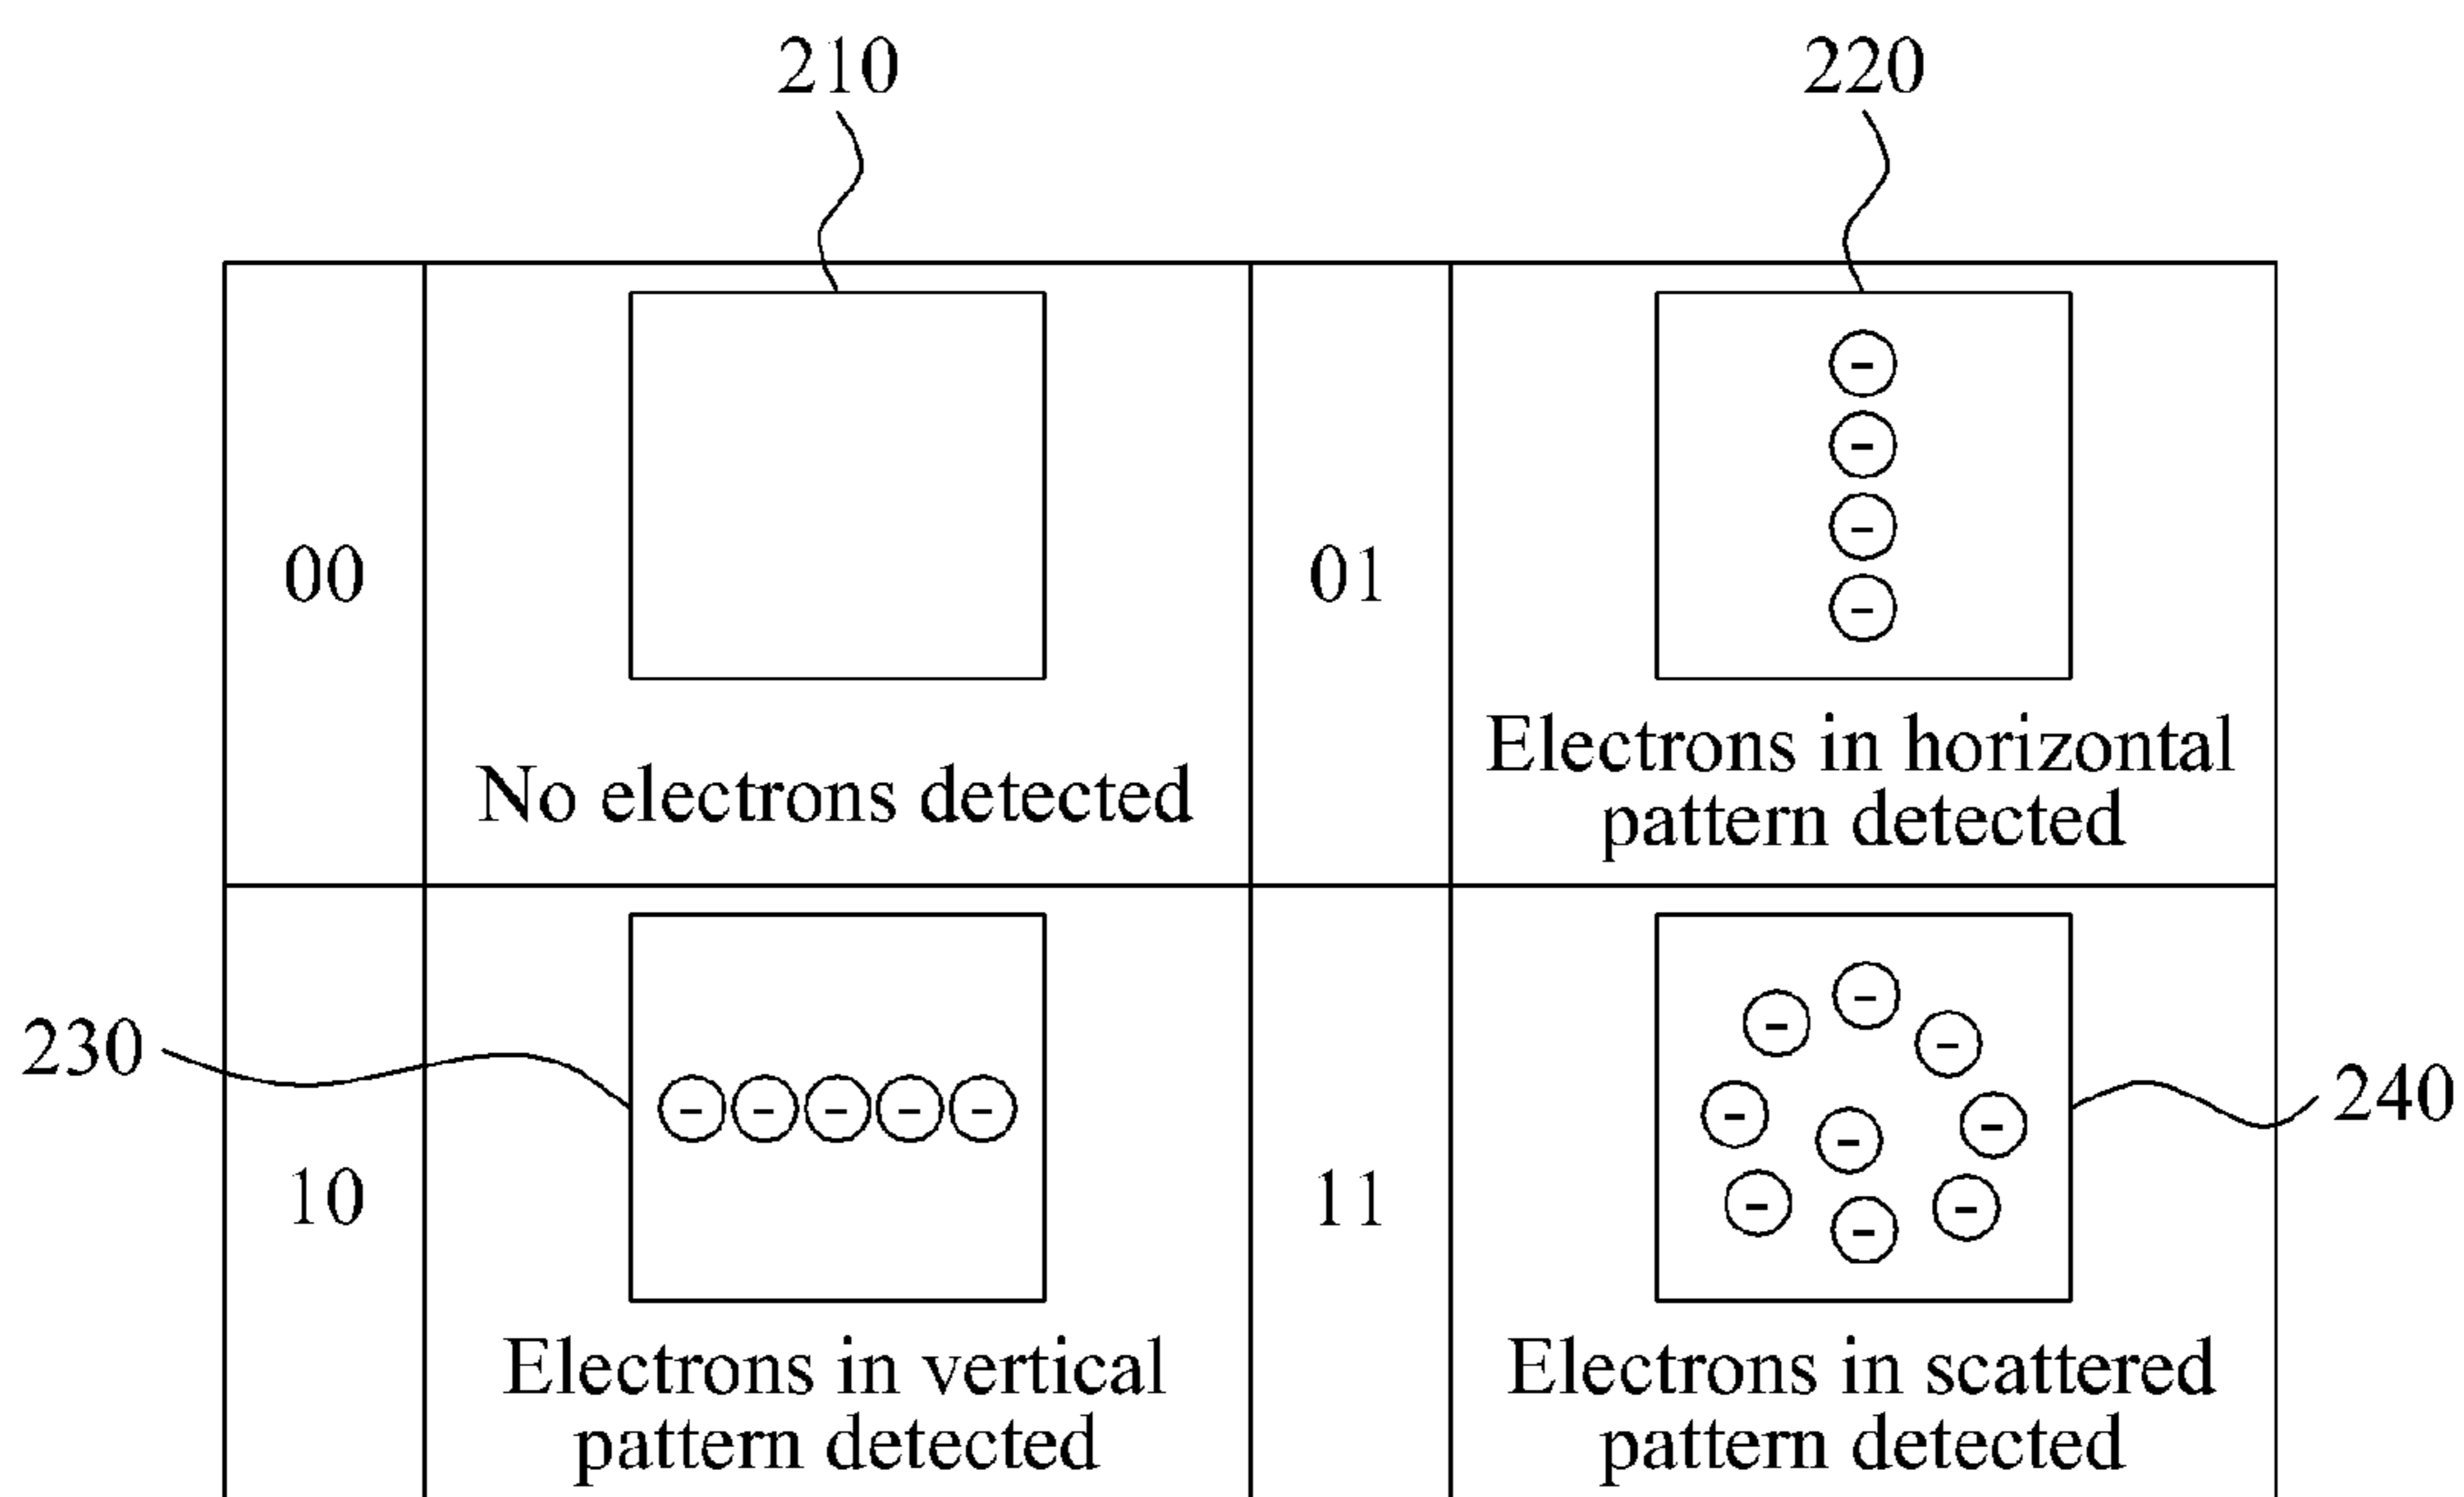 210
220
00
No electrons detected
01
Electrons in horizontal
pattern detected
230
10
Electrons in vertical
pattern detected
11
Electrons in scattered
pattern detected
240